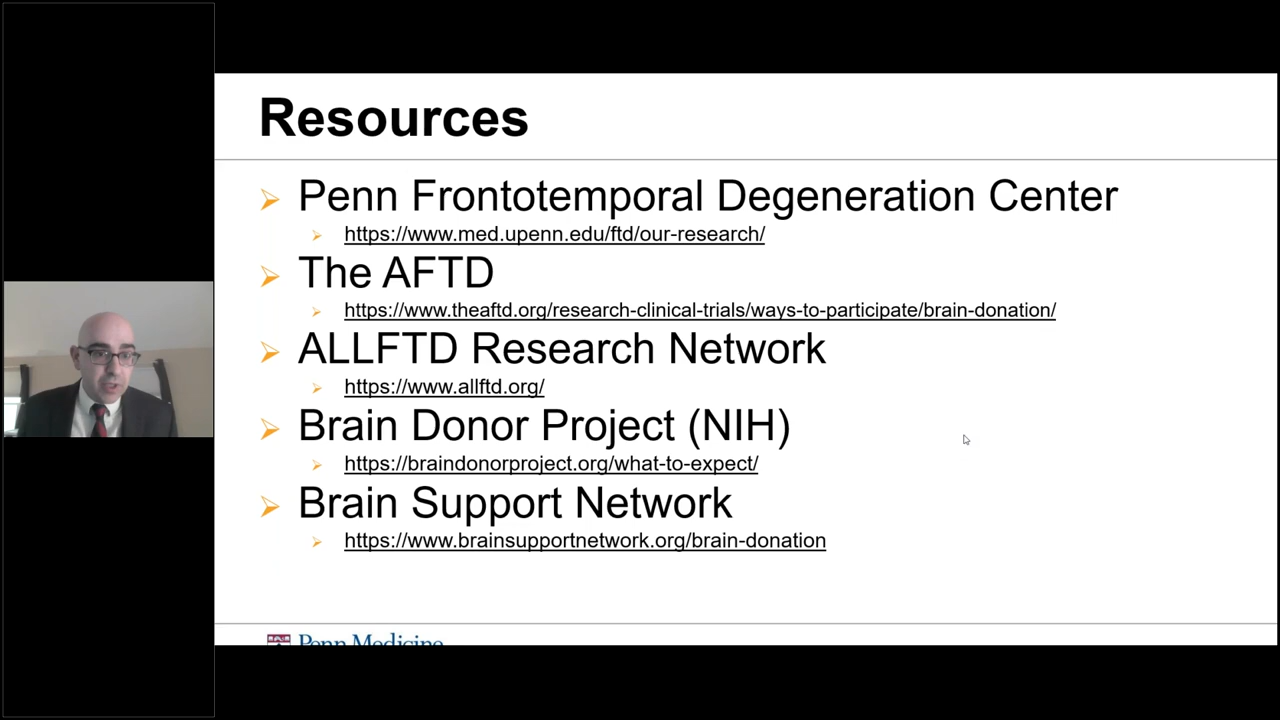 Resources
Penn Frontotemporal Degeneration Center
https://www.med.upenn.edu/ftd/our-research/
The AFTD
https://www.theaftd.org/research-clinical-trials/ways-to-participate/brain-donation/
ALLFTD Research Network
https://www.allftd.org/
Brain Donor Project (NIH)
https://braindonorproject.org/what-to-expect/
Brain Support Network
https://www.brainsupportnetwork.org/brain-donation
Penn Medicine